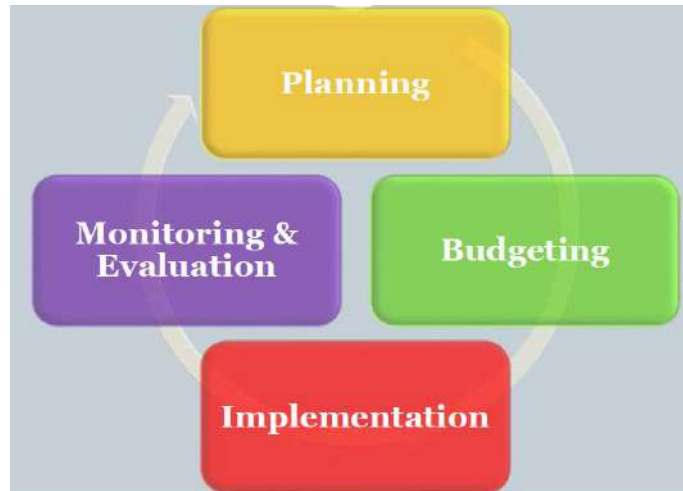 Planning
Budgeting
Implementation
Monitoring &
Evaluation